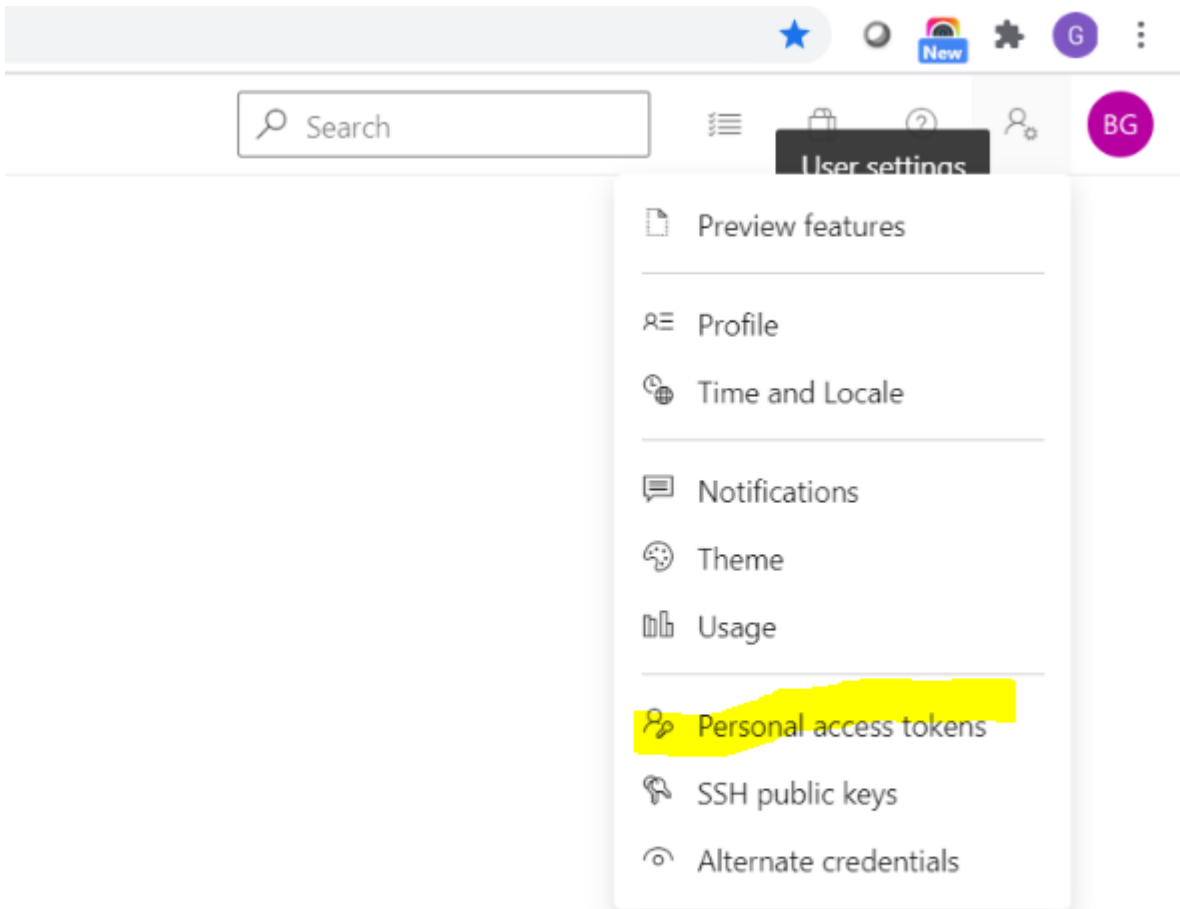 New
G
Search
BG
User settings
Preview features
Profile
Time and Locale
Notifications
Theme
Usage
Personal access tokens
SSH public keys
Alternate credentials